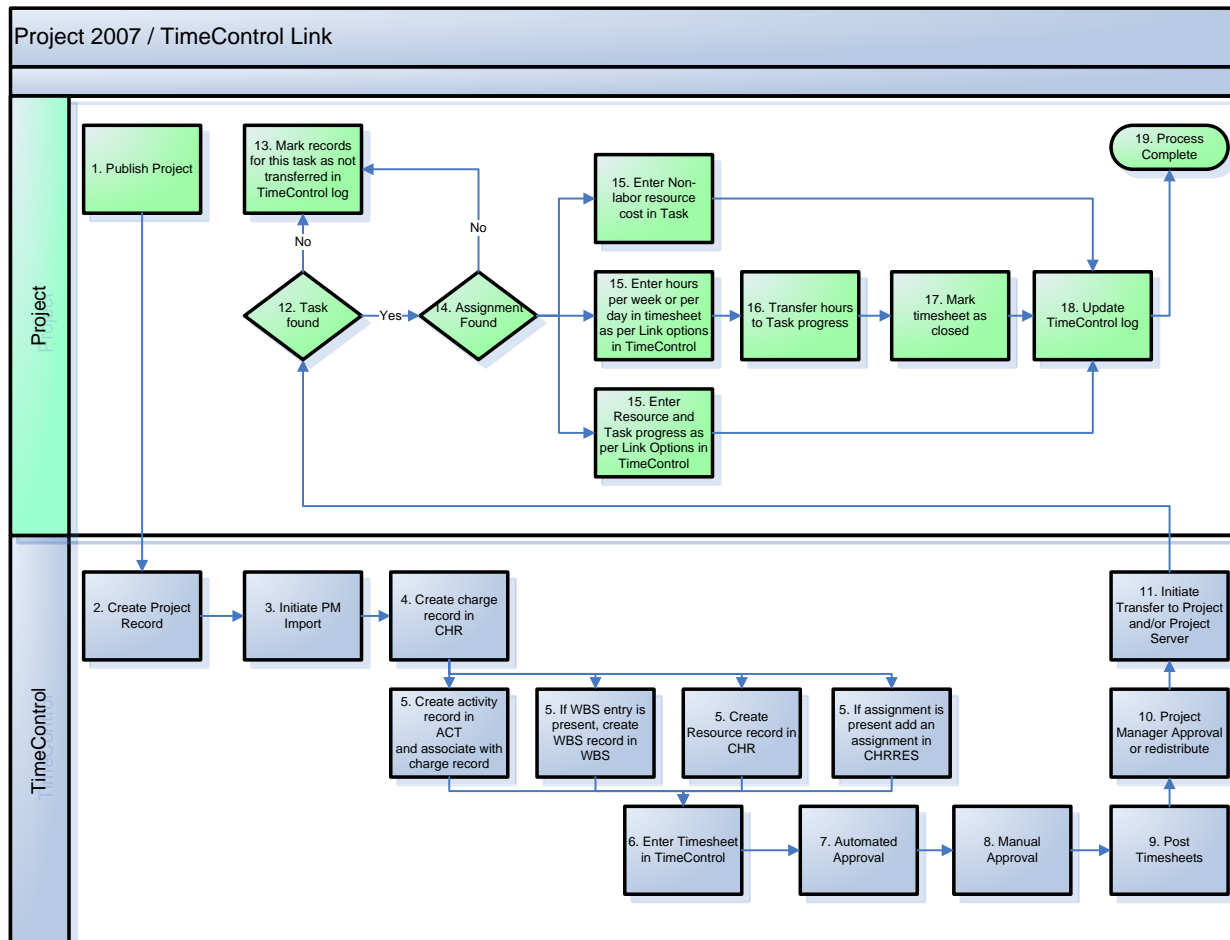 Project 2007 / TimeControl Link
Project
1. Publish Project
13. Mark records
for this task as not
transferred in
TimeControl log
No
No
12. Task
found
Yes
14. Assignment
Found
15. Enter Non-
labor resource
cost in Task
15. Enter hours
per week or per
day in timesheet
as per Link options
in TimeControl
15. Enter
Resource and
Task progress as
per Link Options in
TimeControl
16. Transfer hours
to Task progress
17. Mark
timesheet as
closed
18. Update
TimeControl log
19. Process
Complete
TimeControl
2. Create Project
Record
3. Initiate PM
Import
4. Create charge
record in
CHR
5. Create activity
record in
ACT
and associate with
charge record
5. If WBS entry is
present, create
WBS record in
WBS
5. Create
Resource record in
CHR
5. If assignment is
present add an
assignment in
CHRRES
6. Enter Timesheet
in TimeControl
7. Automated
Approval
8. Manual
Approval
9. Post
Timesheets
10. Project
Manager Approval
or redistribute
11. Initiate
Transfer to Project
and/or Project
Server